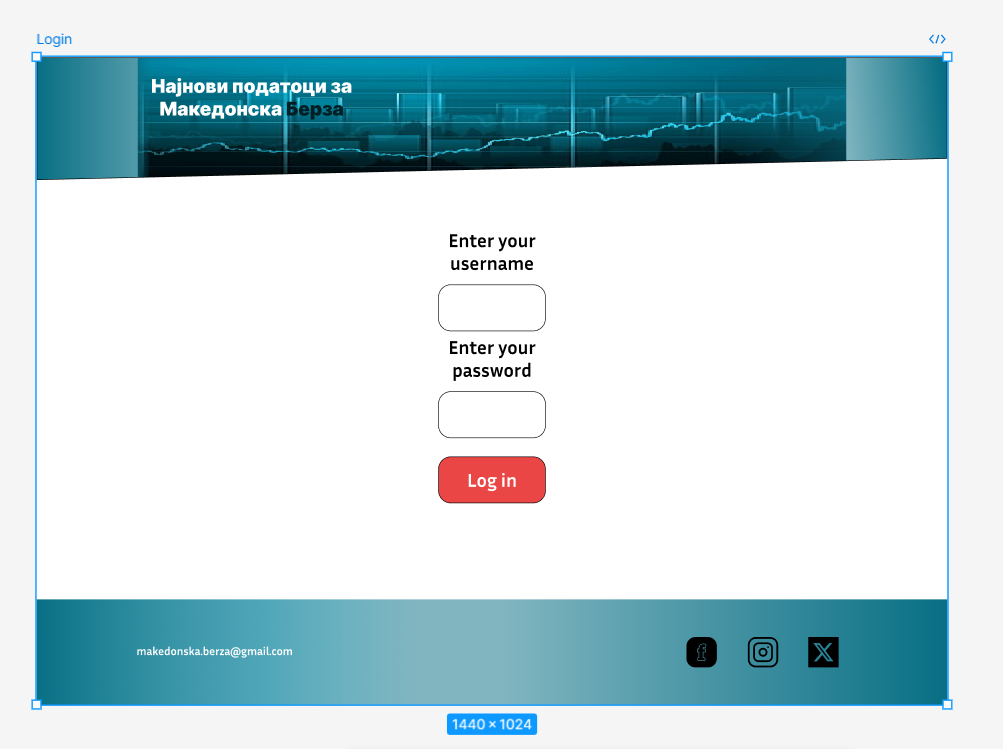 Login
Најнови податоци за
Македонска Берза
Enter your
username
Enter your
password
Log in
makedonska.berza@gmail.com
1440 × 1024